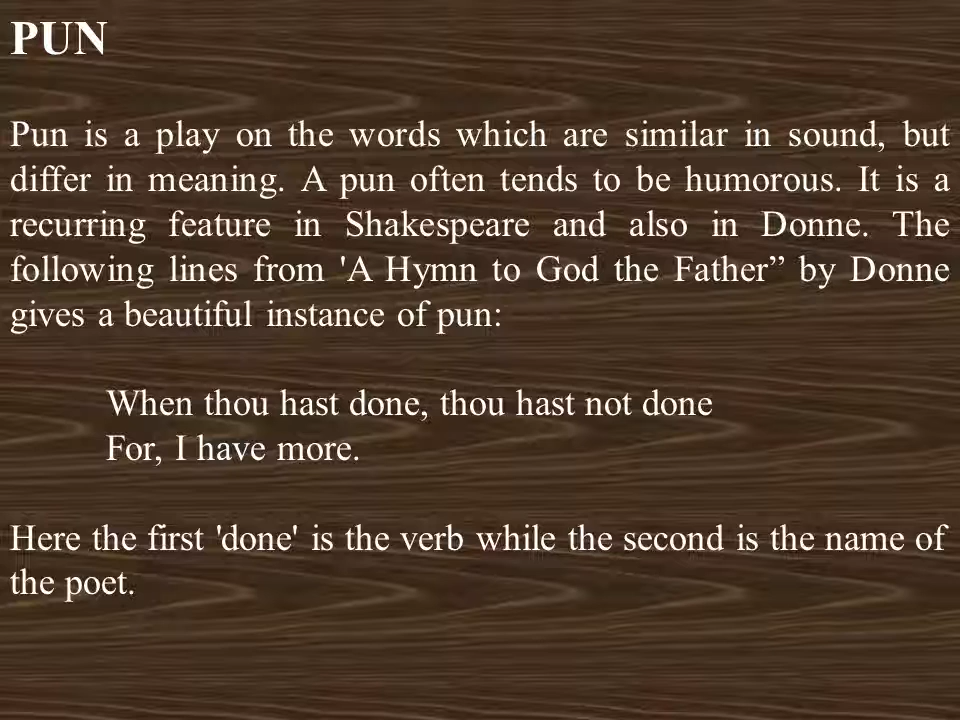 PUN
Pun is a play on the words which are similar in sound, but
differ in meaning. A pun often tends to be humorous. It is a
recurring feature in Shakespeare and also in Donne. The
following lines from 'A Hymn to God the Father” by Donne
gives a beautiful instance of pun:
When thou hast done, thou hast not done
For, I have more.
Here the first 'done' is the verb while the second is the name of
the poet.